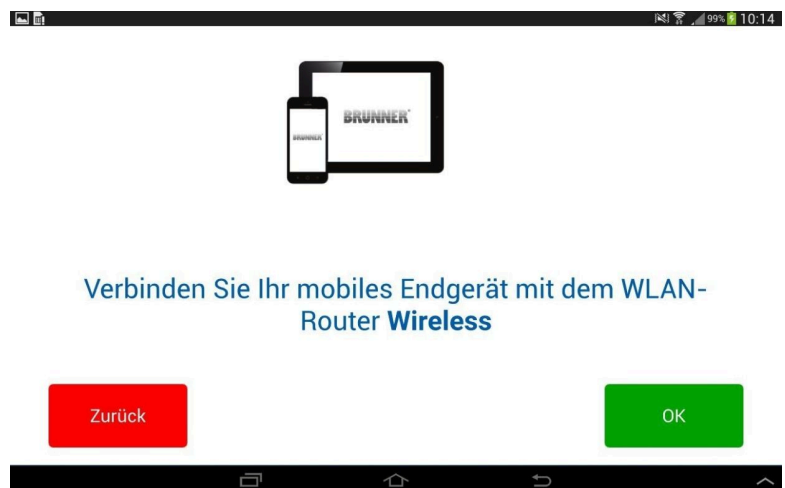 99% 10:14
BRUNNER
BRUNNER
Verbinden Sie Ihr mobiles Endgerät mit dem WLAN-
Router Wireless
Zurück
OK